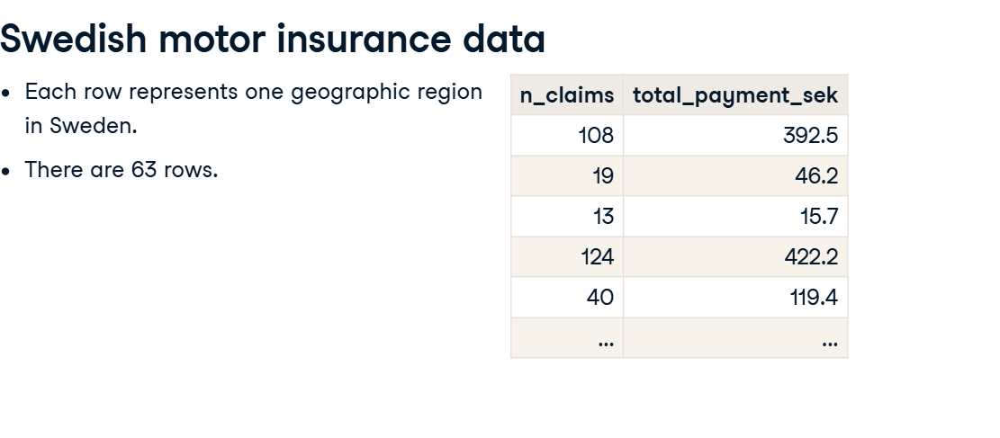 Swedish motor insurance data
• Each row represents one geographic region
in Sweden.
• There are 63 rows.
n_claims total_payment_sek
108 392.5
19 46.2
13 15.7
124 422.2
40 119.4
... ...